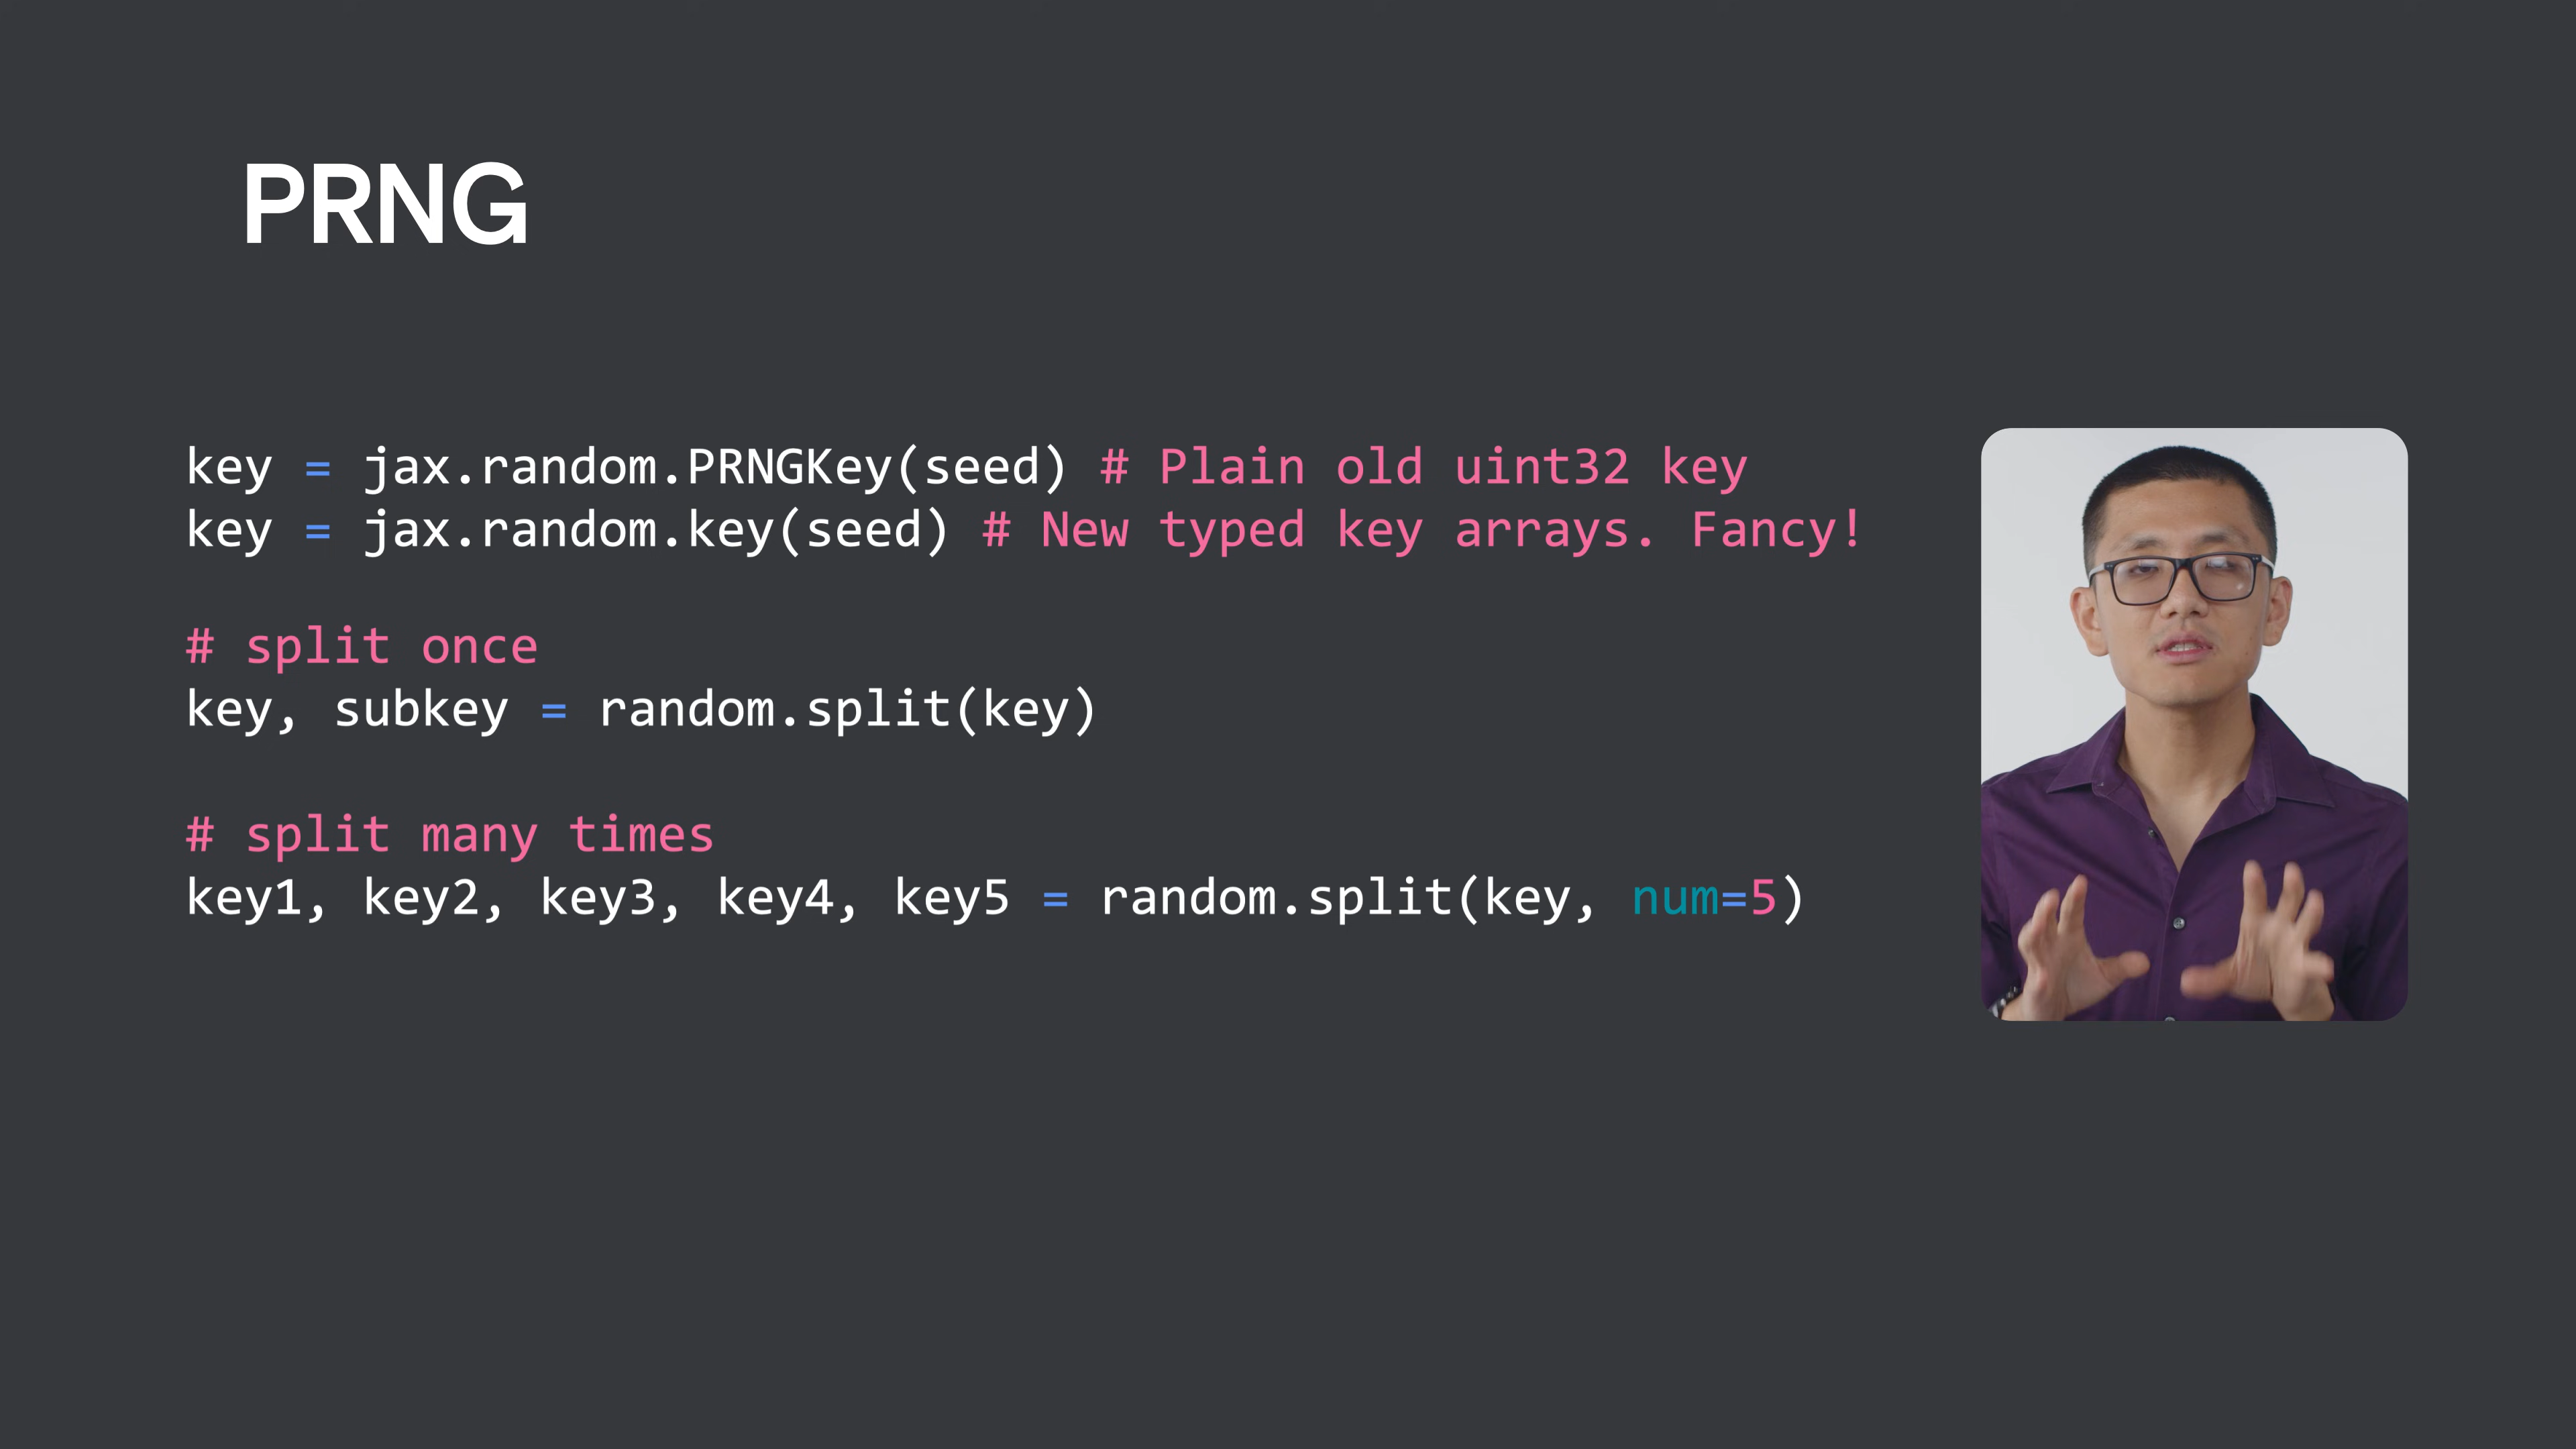 PRNG
key = jax.random.PRNGKey(seed) # Plain old uint32 key
key = jax.random.key(seed) # New typed key arrays. Fancy!
# split once
key, subkey = random.split(key)
# split many times
key1, key2, key3, key4, key5 = random.split(key, num=5)